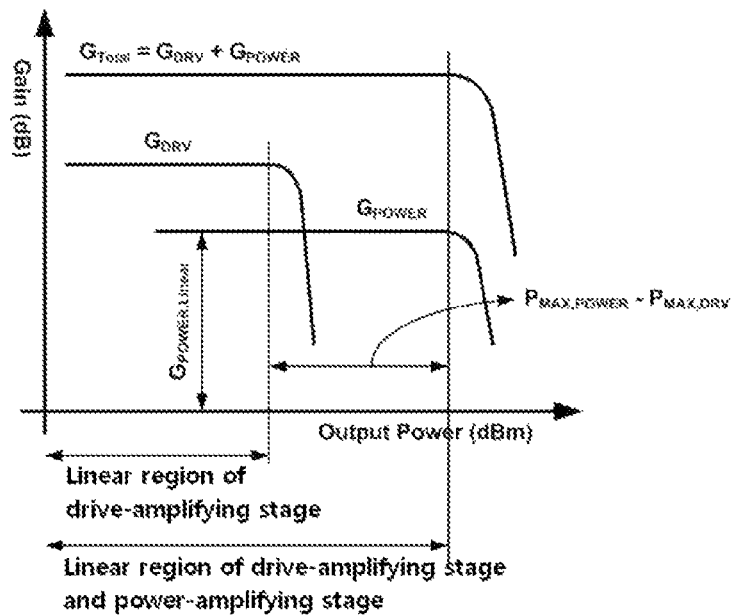 G_Total = G_DRV + G_POWER
Gain (dB)
G_DRV
G_POWER
G_POWER,Linear
P_MAX,POWER - P_MAX,DRV
Output Power (dBm)
Linear region of
drive-amplifying stage
Linear region of drive-amplifying stage
and power-amplifying stage